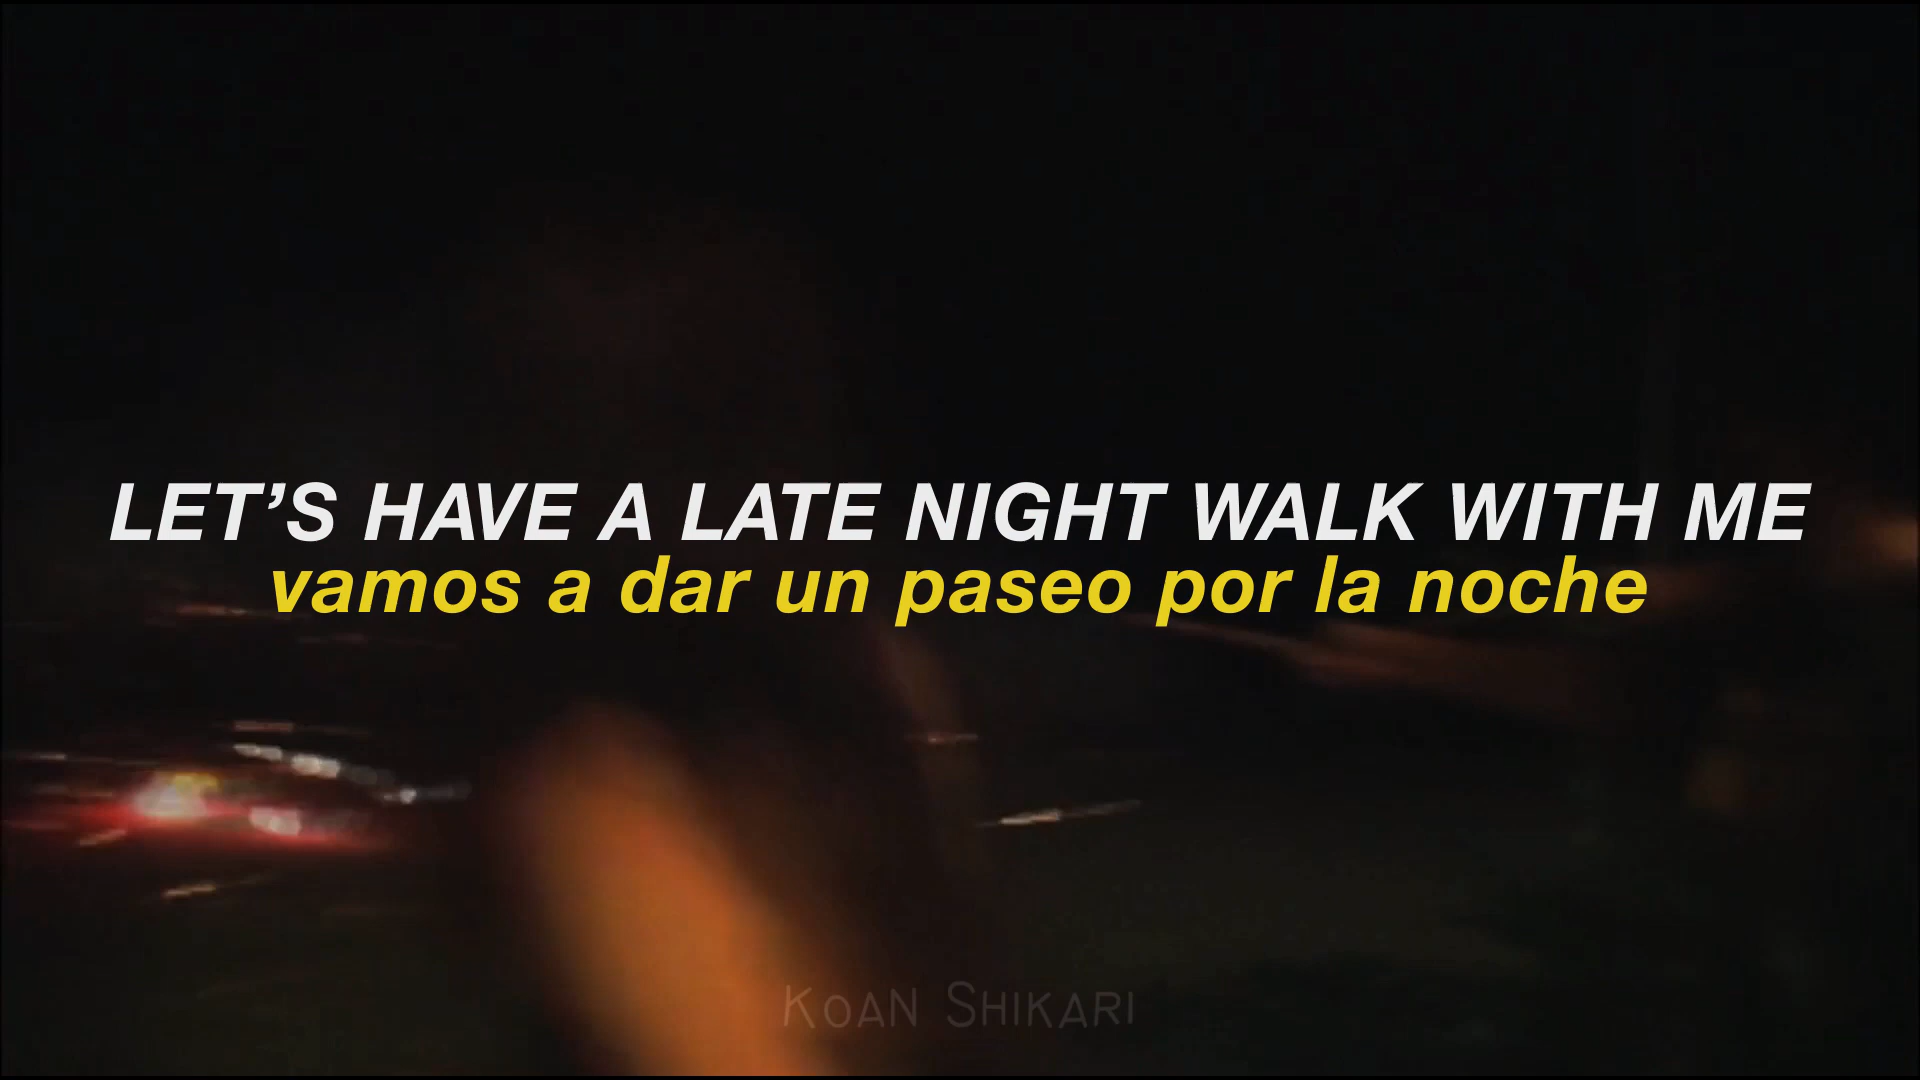 LET’S HAVE A LATE NIGHT WALK WITH ME
vamos a dar un paseo por la noche
KOAN SHIKARI